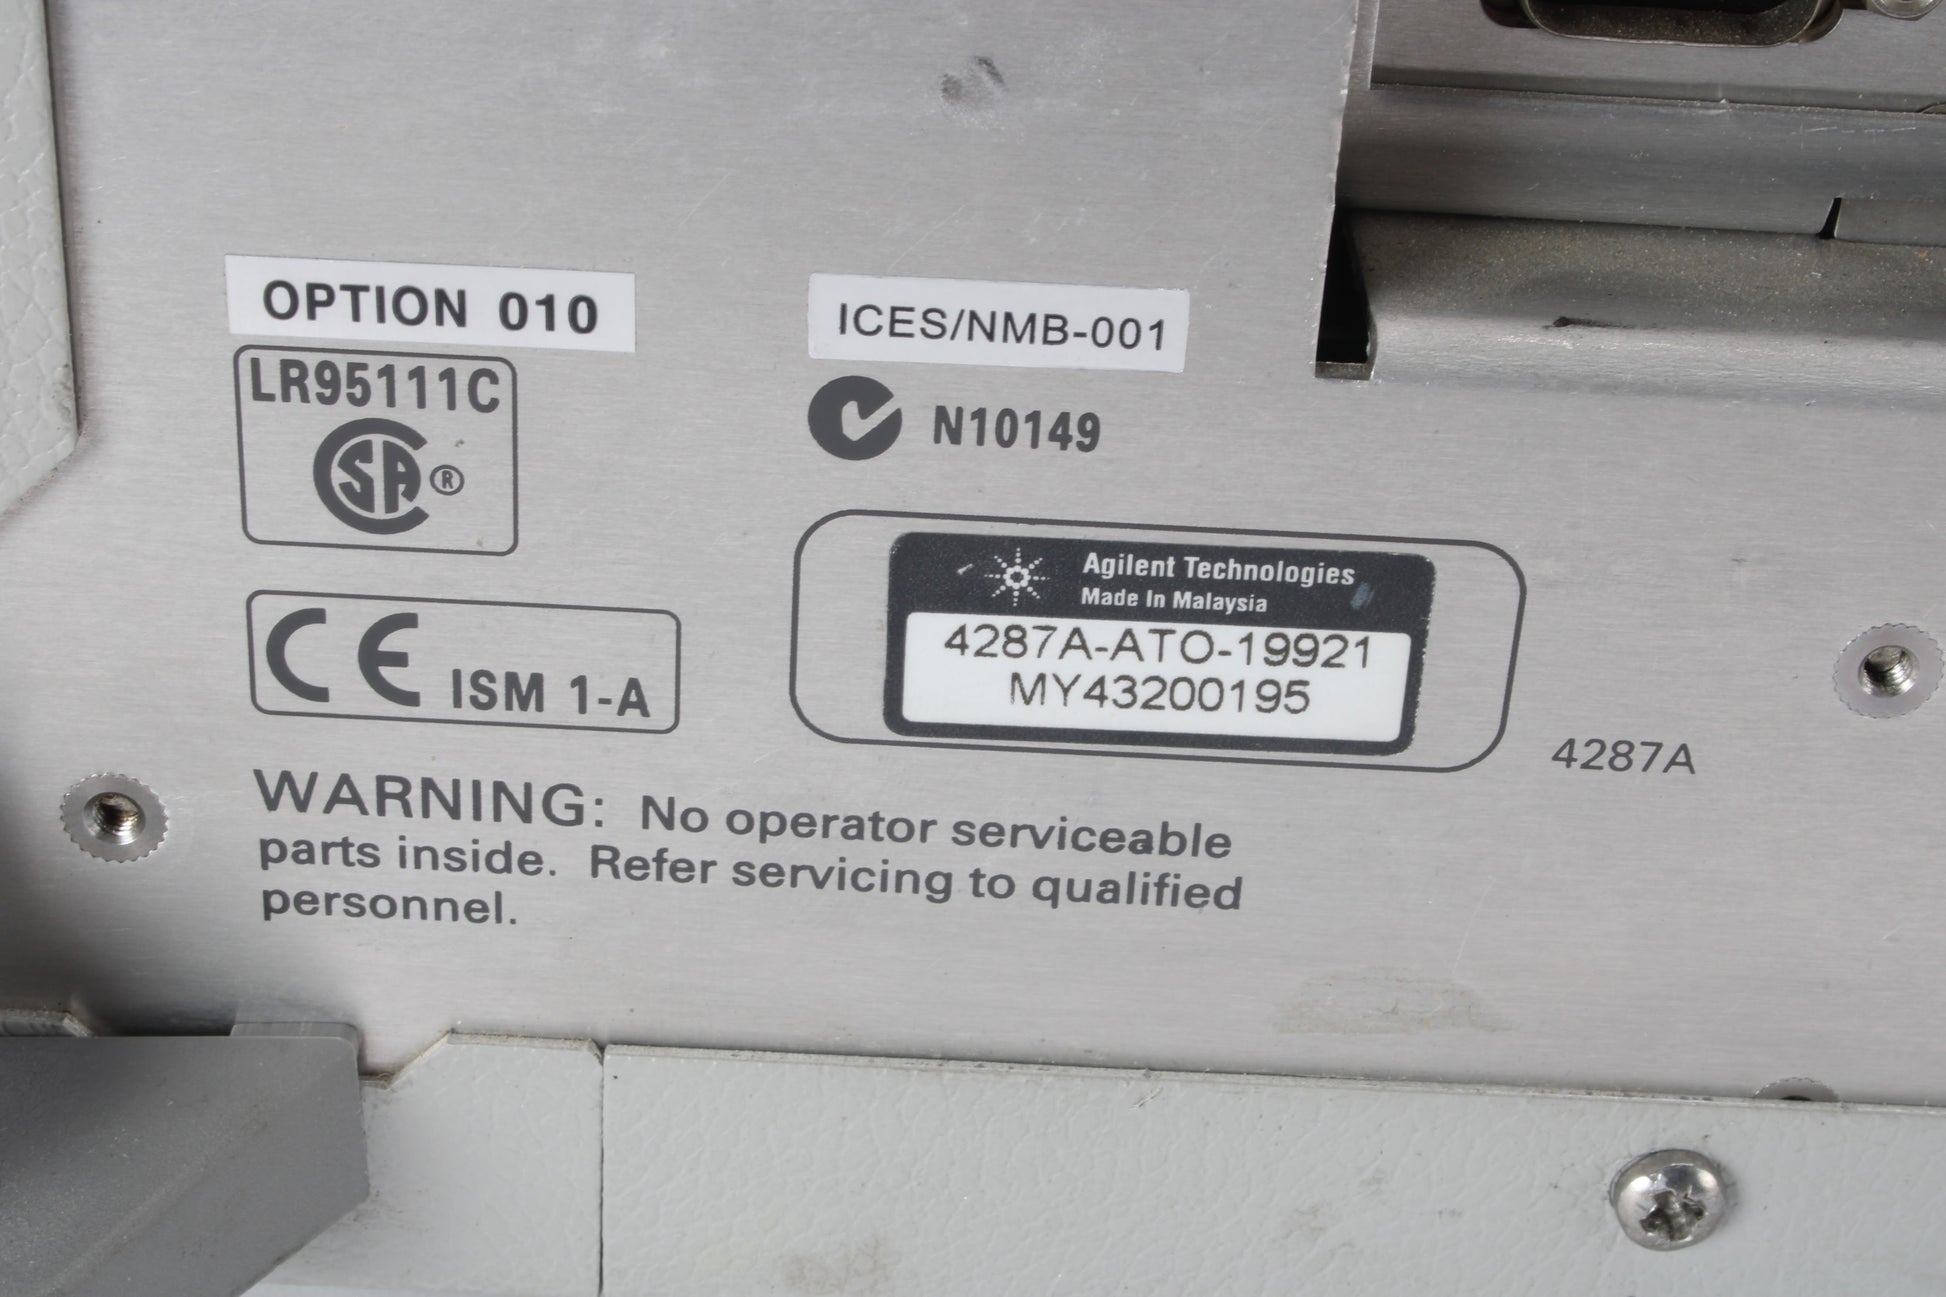 OPTION 010
ICES/NMB-001
LR95111C
SA®
N10149
Agilent Technologies
Made In Malaysia
4287A-ATO-19921
MY43200195
CE ISM 1-A
4287A
WARNING: No operator serviceable
parts inside. Refer servicing to qualified
personnel.